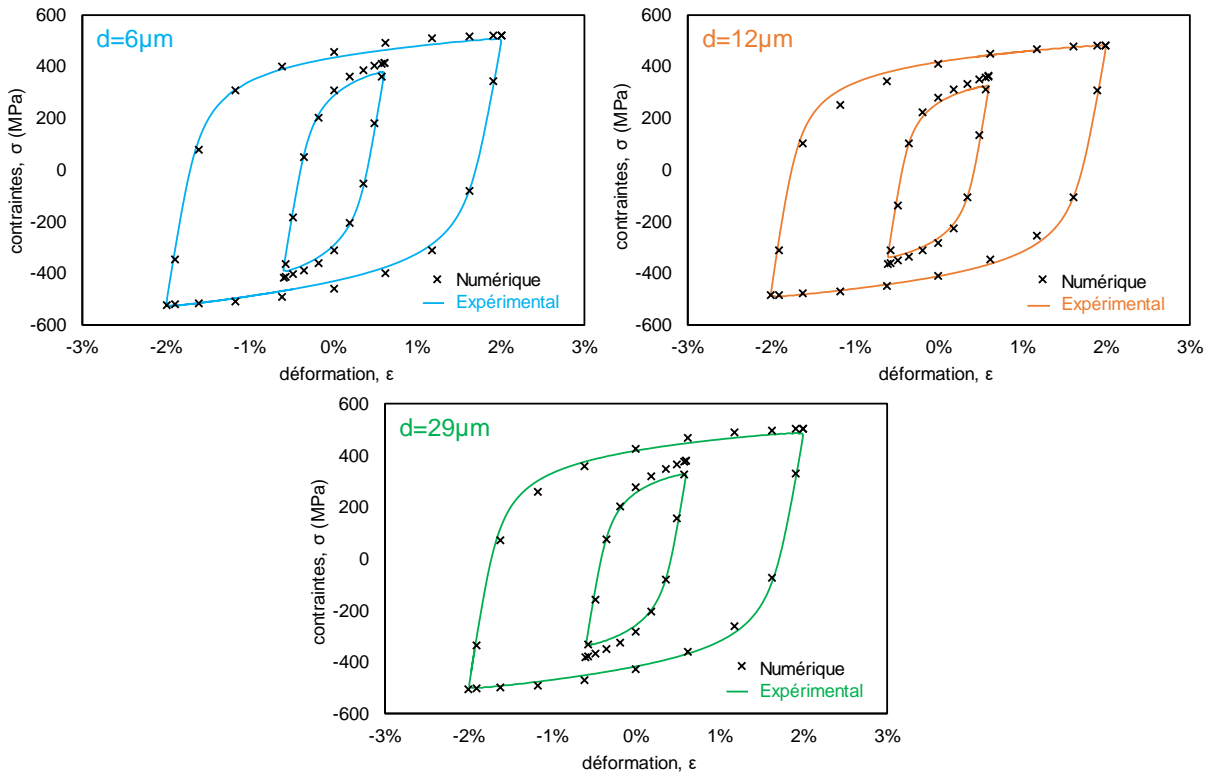 d=6µm
600
400
200
0
-200
-400
-600
contraintes, σ (MPa)
-3%
-2%
-1%
0%
1%
2%
3%
déformation, ε
Numérique
Expérimental
d=12µm
600
400
200
0
-200
-400
-600
contraintes, σ (MPa)
-3%
-2%
-1%
0%
1%
2%
3%
déformation, ε
Numérique
Expérimental
d=29µm
600
400
200
0
-200
-400
-600
contraintes, σ (MPa)
-3%
-2%
-1%
0%
1%
2%
3%
déformation, ε
Numérique
Expérimental